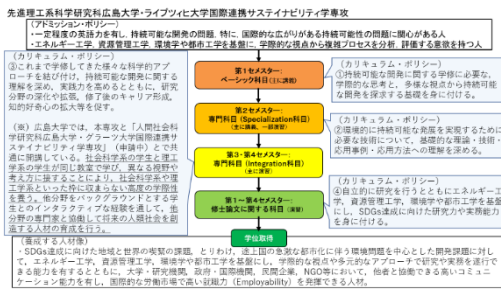 先進理工系科学研究科広島大学・ライプツィヒ大学国際連携サステイナビリティ学専攻
(アドミッション・ポリシー)
・一定程度の英語力を有し、持続可能な開発の問題、特に、国際的な広がりがある持続可能性の問題に関心がある人
・エネルギー工学、資源管理工学、環境学や都市工学を基盤に、学際的な視点から複雑プロセスを分析、評価する意欲を持つ人
(カリキュラム・ポリシー)
③これまで学修してきた様々な科学的アプローチを結び付け、持続可能な開発に関する理解を深め、実践力を高めるとともに、研究分野の深化や拡張、修了後のキャリア形成、知的好奇心の拡大等を促す。
(※)広島大学では、本専攻と「人間社会科学研究科広島大学・グラーツ大学国際連携サステイナビリティ学専攻」(申請中)とで共通に開講している。社会科学系の学生と理工学系の学生が同じ教室で学び、異なる視野や考え方に接することにより、社会科学系や理工学系といった枠に収まらない高度の学際性を養う。他分野をバックグラウンドとする学生とのインタラクティブな経験を通して、他分野の専門家と協働して将来の人類社会を創造する人材の育成を行う。
第1セメスター:
ベーシック科目(主に講義)
第2セメスター:
専門科目(Specialization科目)
(主に講義、一部演習)
第3・第4セメスター:
専門科目(Integration科目)
(主に演習)
第1~第4セメスター:
修士論文に関する科目(演習)
学位取得
(カリキュラム・ポリシー)
①持続可能な開発に関する学修に必要な、学際的な思考と、多様な視点から持続可能な開発を探求する基礎を身に付ける。
(カリキュラム・ポリシー)
②環境的に持続可能な発展を実現するために必要な技術について、基礎的な理論・技術・応用事例・応用方法への理解を深める。
(カリキュラム・ポリシー)
④自立的に研究を行うとともにエネルギー工学、資源管理工学、環境学や都市工学を基盤にし、SDGs達成に向けた研究力や実務能力を身に付ける。
(養成する人材像)
・SDGs達成に向けた地域と世界の喫緊の課題、とりわけ、途上国の急激な都市化に伴う環境問題を中心とした開発課題に対して、エネルギー工学、資源管理工学、環境学や都市工学を基盤にし、学際的な視点や多元的なアプローチで研究や実務を遂行できる能力を有するとともに、大学・研究機関、政府・国際機関、民間企業、NGO等において、他者と協働できる高いコミュニケーション能力を有し、国際的な労働市場で高い就職力(Employability)を発揮できる人材。